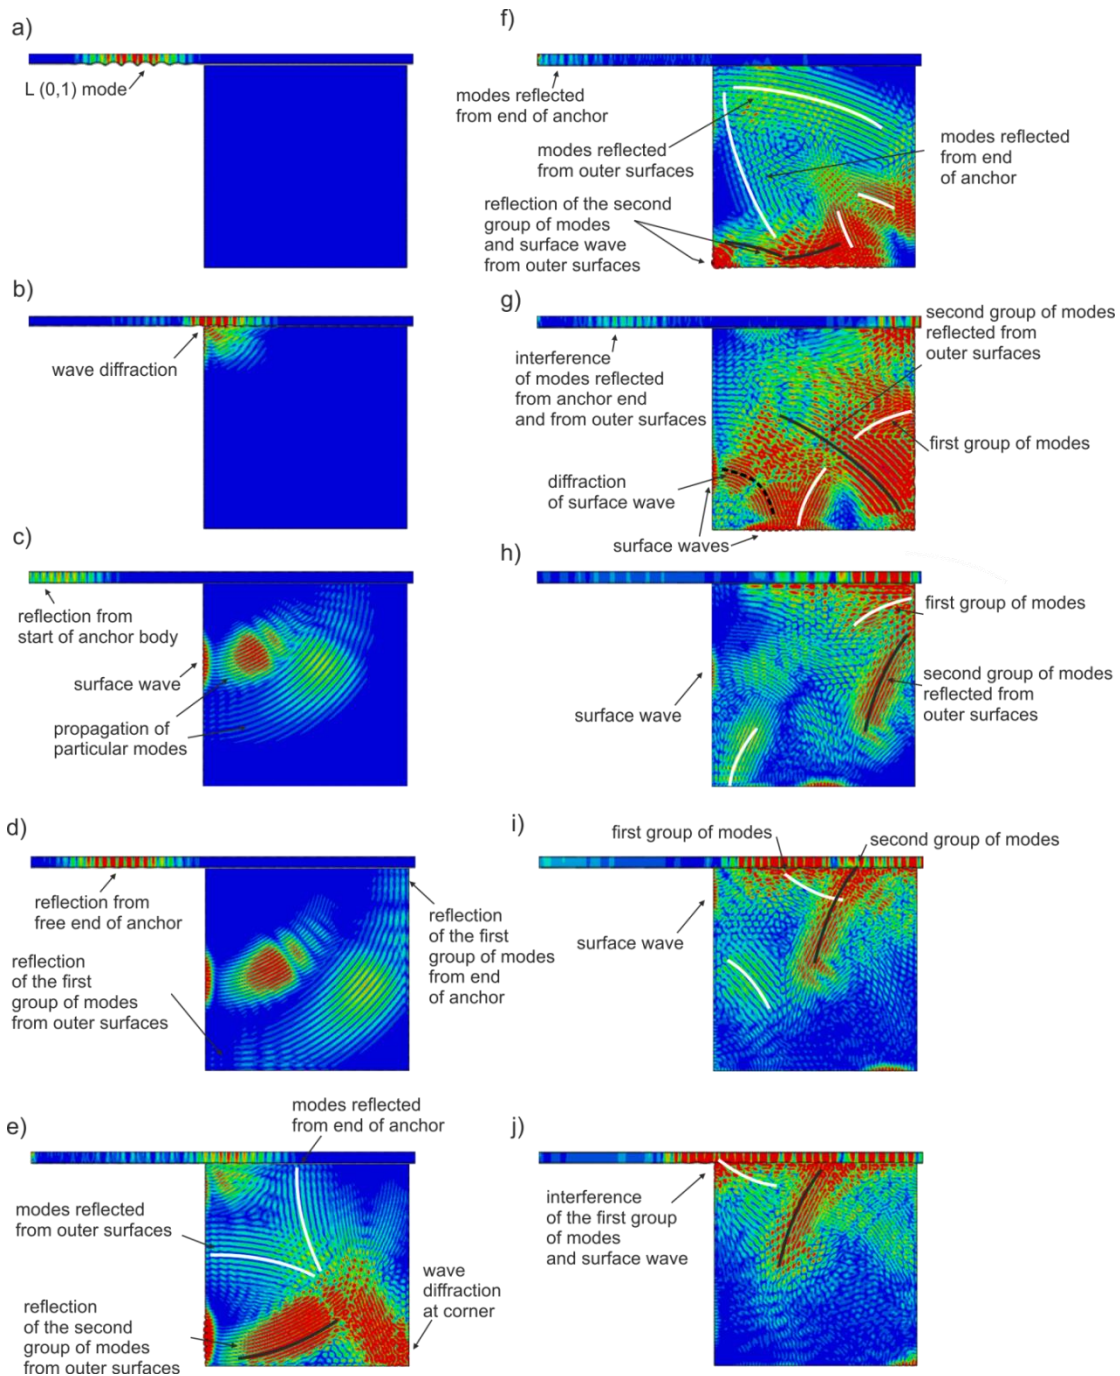 a)
L (0,1) mode
b)
wave diffraction
c)
reflection from
start of anchor body
surface wave
propagation of
particular modes
d)
reflection from
free end of anchor
reflection
of the first
group of modes
from outer surfaces
reflection
of the first
group of modes
from end
of anchor
e)
modes reflected
from end of anchor
modes reflected
from outer surfaces
reflection
of the second
group of modes
from outer surfaces
wave
diffraction
at corner
f)
modes reflected
from end of anchor
modes reflected
from outer surfaces
modes reflected
from end
of anchor
reflection of the second
group of modes
and surface wave
from outer surfaces
g)
second group of modes
reflected from
outer surfaces
interference
of modes reflected
from anchor end
and from outer surfaces
first group of modes
diffraction
of surface wave
surface waves
h)
first group of modes
second group of modes
reflected from
outer surfaces
surface wave
i)
first group of modes
second group of modes
surface wave
j)
interference
of the first group
of modes
and surface wave